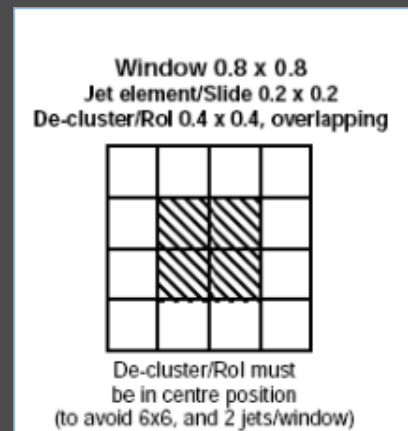 Window 0.8 x 0.8
Jet element/Slide 0.2 x 0.2
De-cluster/RoI 0.4 x 0.4, overlapping
De-cluster/RoI must
be in centre position
(to avoid 6x6, and 2 jets/window)